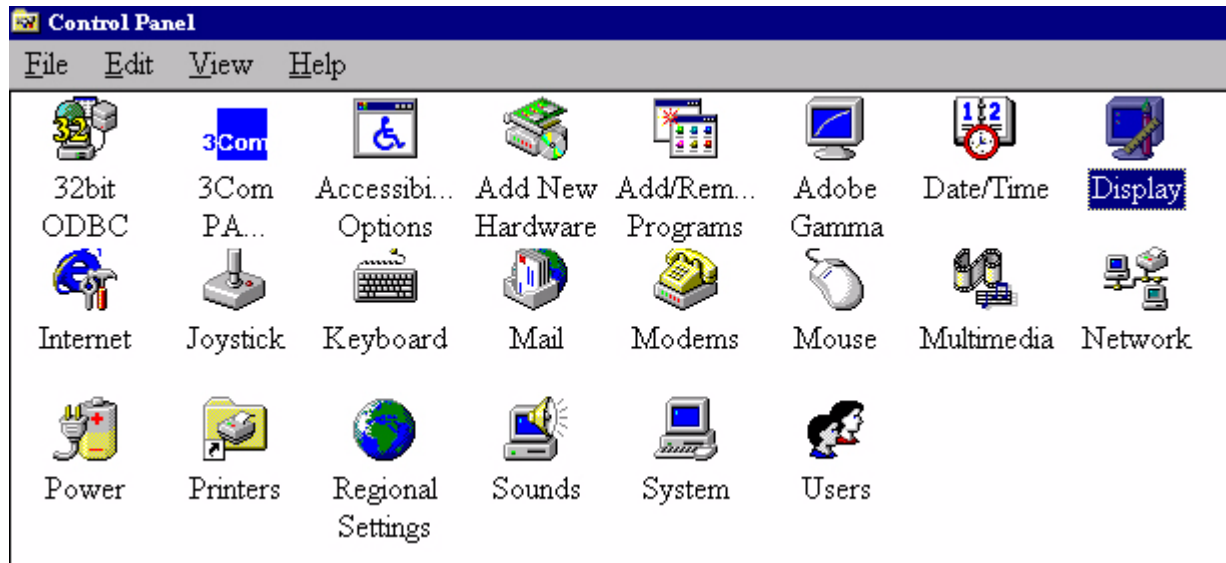 Control Panel
File Edit View Help
32
3Com
1 2
32bit ODBC
3Com PA...
Accessibi... Options
Add New Hardware
Add/Rem... Programs
Adobe Gamma
Date/Time
Display
Internet
Joystick
Keyboard
Mail
Modems
Mouse
Multimedia
Network
Power
Printers
Regional Settings
Sounds
System
Users